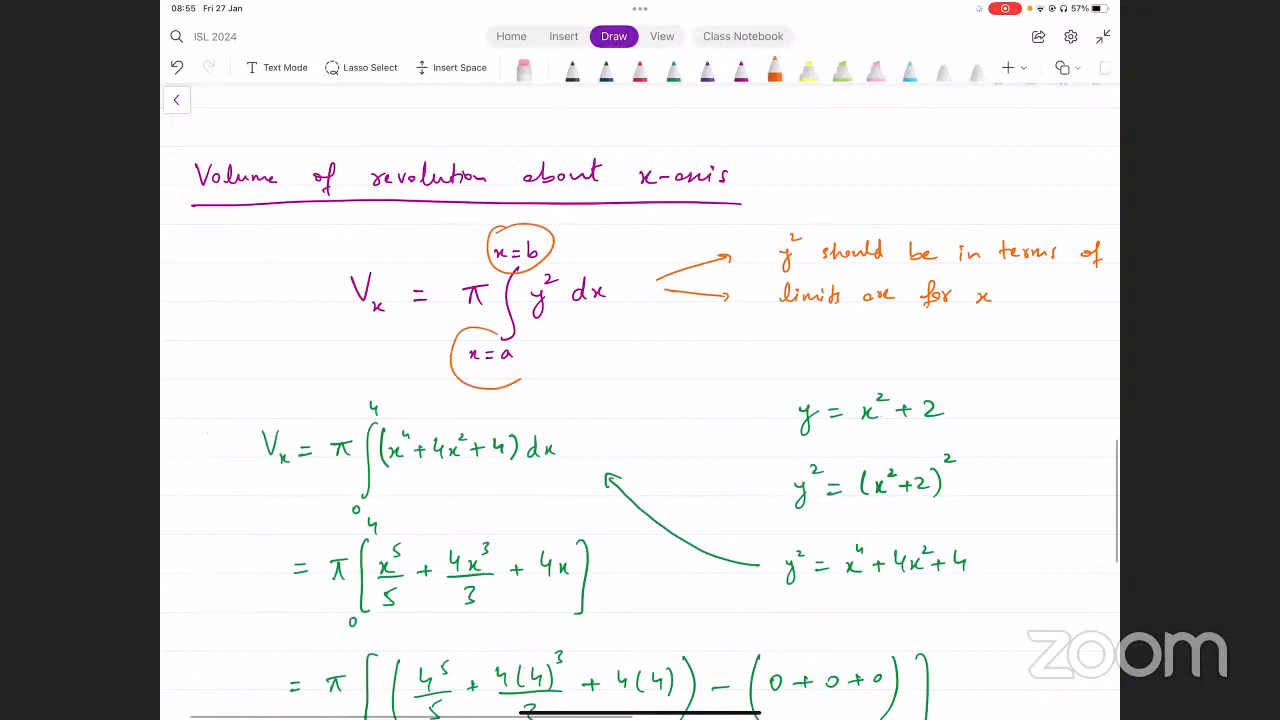 08:55 Fri 27 Jan
57%
ISL 2024
Home Insert Draw View Class Notebook
Text Mode Lasso Select Insert Space
Volume of revolution about x-axis
x = b
Vₓ = π ∫ y² dx
x = a
y² should be in terms of
limits are for x
y = x² + 2
Vₓ = π ∫₀⁴ (x⁴ + 4x² + 4) dx
y² = (x² + 2)²
= π [x⁵/5 + 4x³/3 + 4x]₀⁴
y² = x⁴ + 4x² + 4
= π [(4⁵/5 + 4(4)³/3 + 4(4)) − (0 + 0 + 0)]
zoom